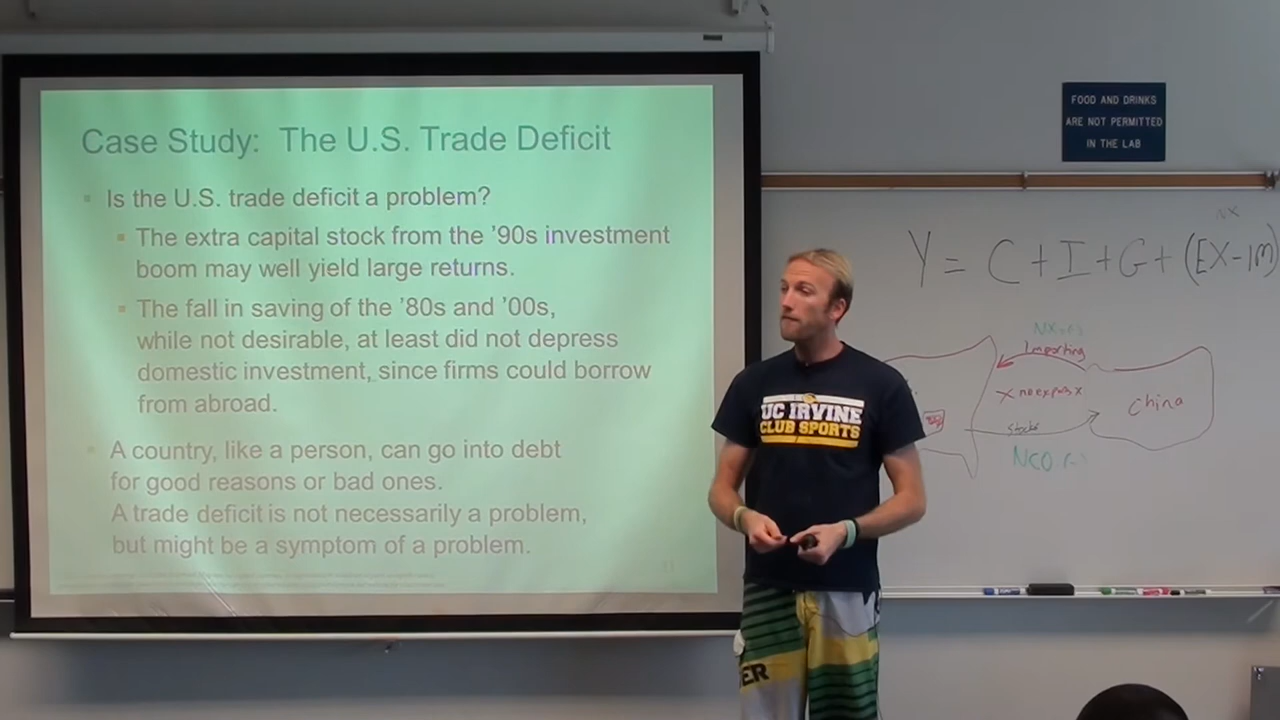 Case Study: The U.S. Trade Deficit
Is the U.S. trade deficit a problem?
The extra capital stock from the ’90s investment
boom may well yield large returns.
The fall in saving of the ’80s and ’00s,
while not desirable, at least did not depress
domestic investment, since firms could borrow
from abroad.
A country, like a person, can go into debt
for good reasons or bad ones.
A trade deficit is not necessarily a problem,
but might be a symptom of a problem.
FOOD AND DRINKS
ARE NOT PERMITTED
IN THE LAB
NX
Y = C + I + G + (EX-IM)
Importing
China
stocks
NCO (-)
UC IRVINE
CLUB SPORTS
ER